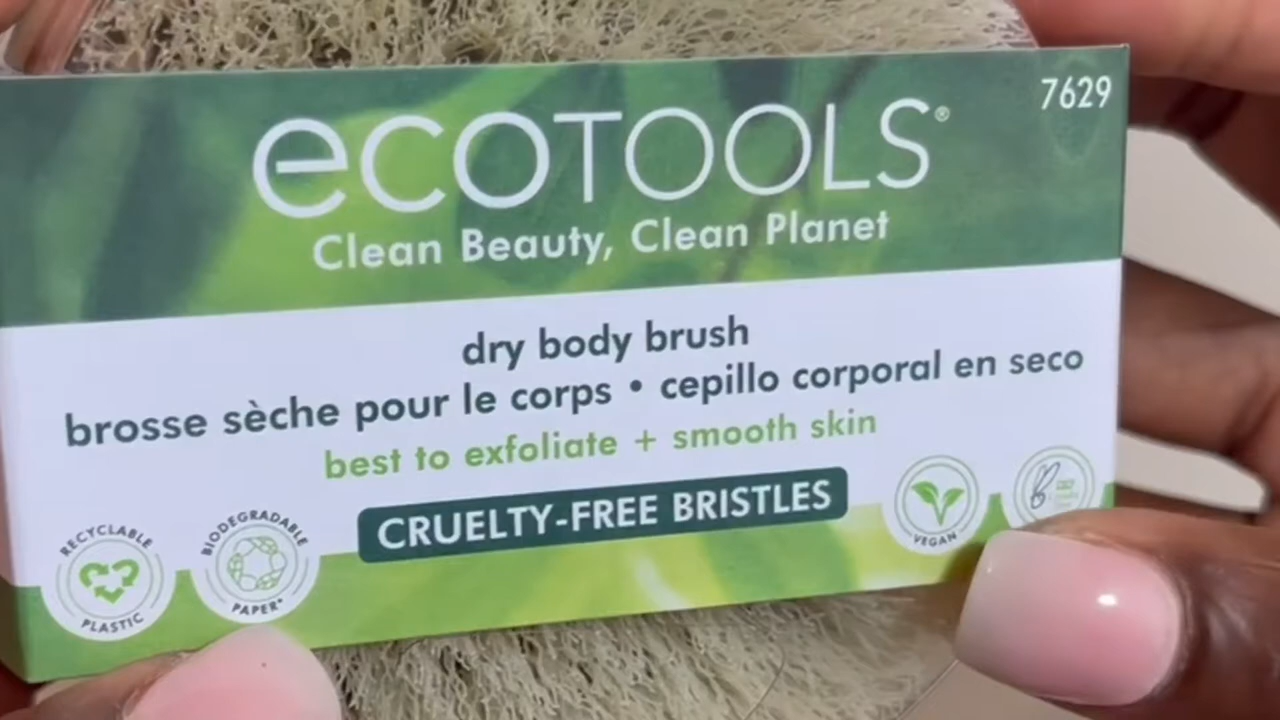 7629
ecoTOOLS®
Clean Beauty, Clean Planet
dry body brush
brosse sèche pour le corps • cepillo corporal en seco
best to exfoliate + smooth skin
CRUELTY-FREE BRISTLES
RECYCLABLE
PLASTIC
BIODEGRADABLE
PAPER*
VEGAN